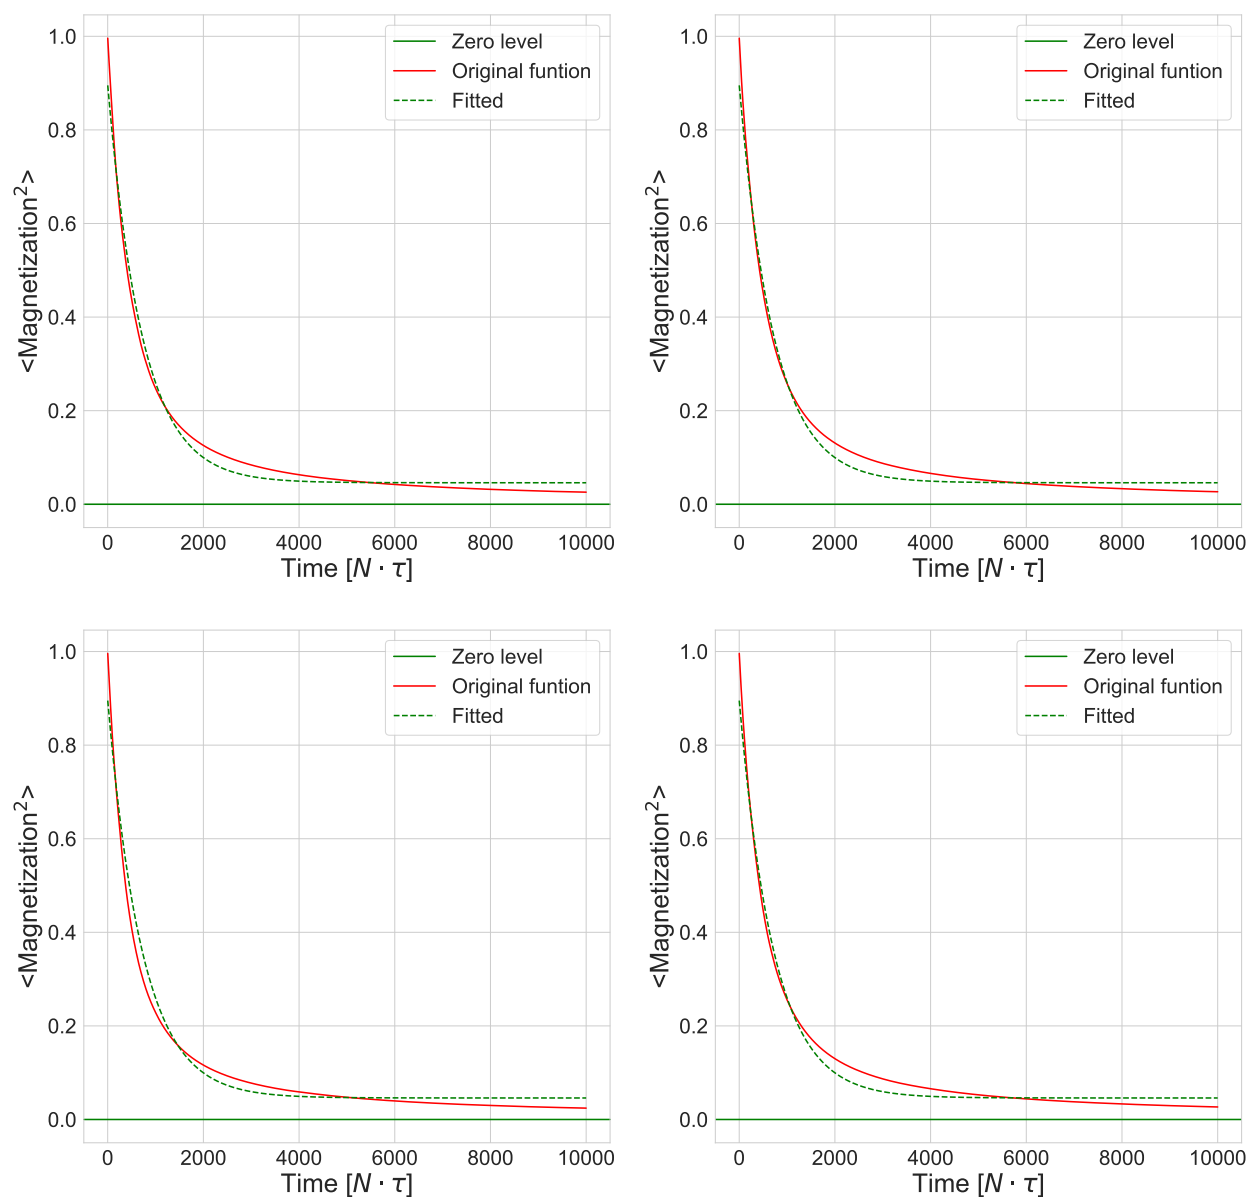 1.0
0.8
0.6
0.4
0.2
0.0
<Magnetization²>
Zero level
Original funtion
Fitted
0 2000 4000 6000 8000 10000
Time [N · τ]
1.0
0.8
0.6
0.4
0.2
0.0
<Magnetization²>
Zero level
Original funtion
Fitted
0 2000 4000 6000 8000 10000
Time [N · τ]
1.0
0.8
0.6
0.4
0.2
0.0
<Magnetization²>
Zero level
Original funtion
Fitted
0 2000 4000 6000 8000 10000
Time [N · τ]
1.0
0.8
0.6
0.4
0.2
0.0
<Magnetization²>
Zero level
Original funtion
Fitted
0 2000 4000 6000 8000 10000
Time [N · τ]